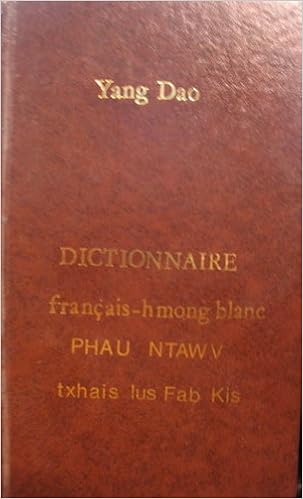 Yang Dao
DICTIONNAIRE
français-hmong blanc
PHAU NTAWV
txhais lus Fab Kis